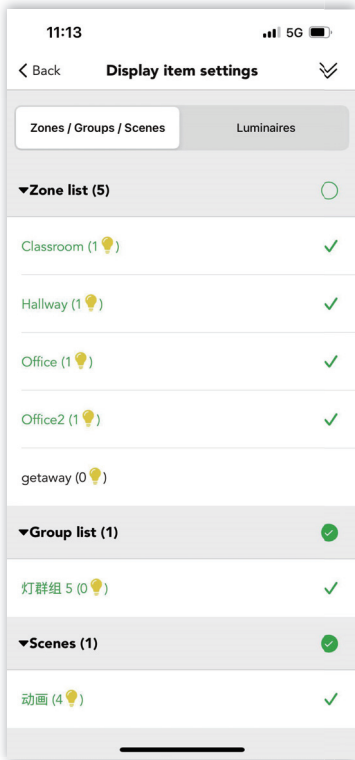 11:13 5G
Back Display item settings
Zones / Groups / Scenes Luminaires
▾Zone list (5)
Classroom (1💡)
Hallway (1💡)
Office (1💡)
Office2 (1💡)
getaway (0💡)
▾Group list (1)
灯群组 5 (0💡)
▾Scenes (1)
动画 (4💡)